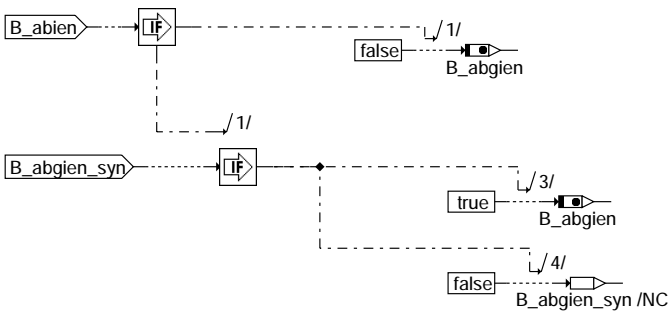 B_abien
IF
1/
false
B_abgien
1/
B_abgien_syn
IF
3/
true
B_abgien
4/
false
B_abgien_syn /NC